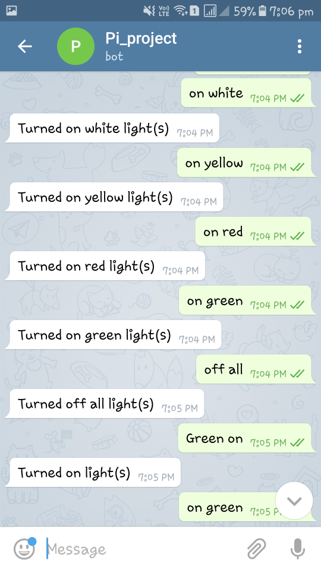 59% 7:06 pm
P
Pi_project
bot
on white 7:04 PM
Turned on white light(s) 7:04 PM
on yellow 7:04 PM
Turned on yellow light(s) 7:04 PM
on red 7:04 PM
Turned on red light(s) 7:04 PM
on green 7:04 PM
Turned on green light(s) 7:04 PM
off all 7:04 PM
Turned off all light(s) 7:05 PM
Green on 7:05 PM
Turned on light(s) 7:05 PM
on green 7:05
Message